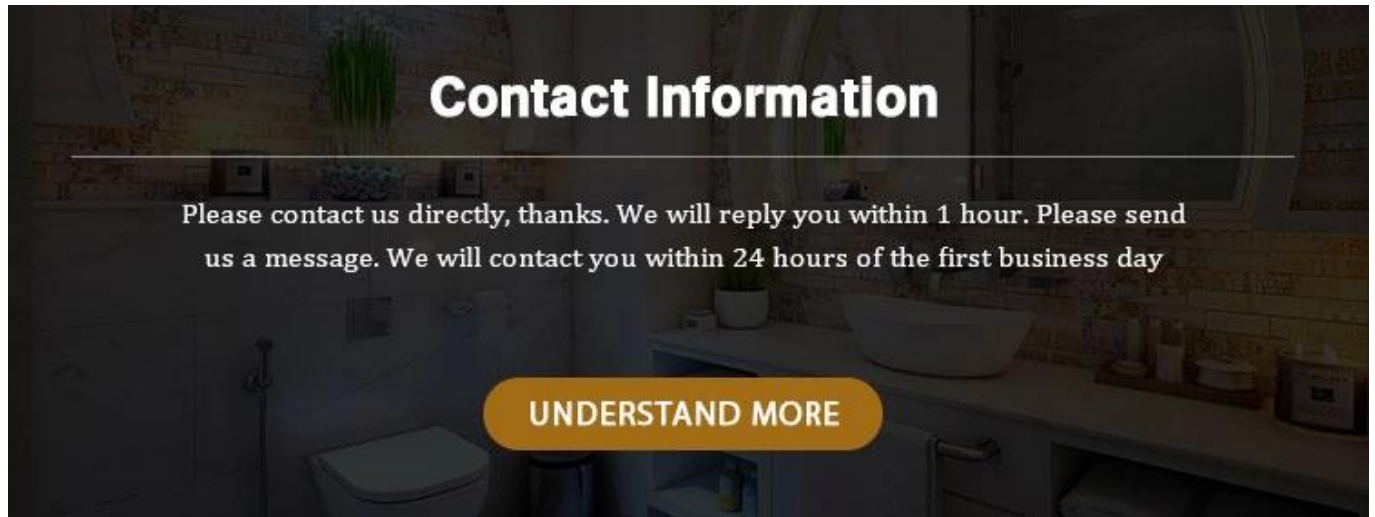 Contact Information
Please contact us directly, thanks. We will reply you within 1 hour. Please send
us a message. We will contact you within 24 hours of the first business day
UNDERSTAND MORE